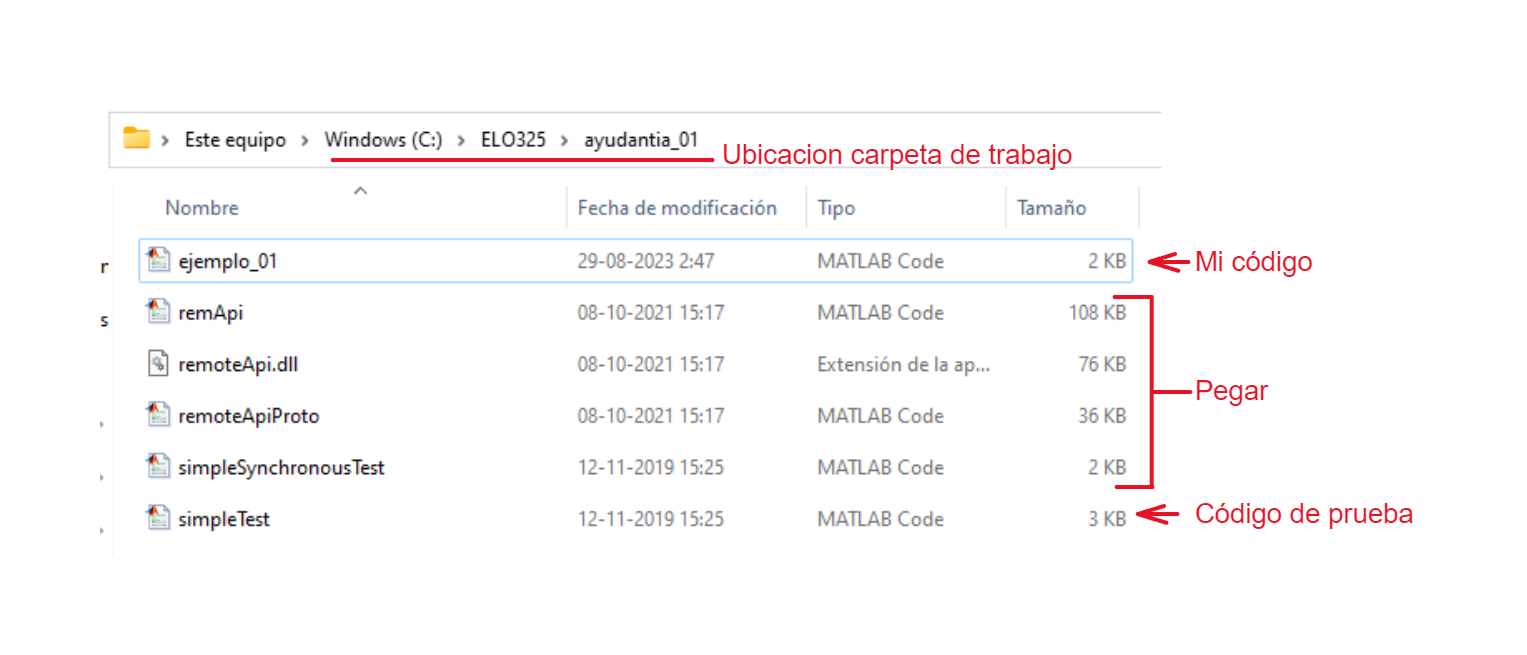 Este equipo > Windows (C:) > ELO325 > ayudantia_01
Ubicacion carpeta de trabajo
Nombre Fecha de modificación Tipo Tamaño
ejemplo_01 29-08-2023 2:47 MATLAB Code 2 KB
Mi código
r
remApi 08-10-2021 15:17 MATLAB Code 108 KB
s
remoteApi.dll 08-10-2021 15:17 Extensión de la ap... 76 KB
Pegar
remoteApiProto 08-10-2021 15:17 MATLAB Code 36 KB
simpleSynchronousTest 12-11-2019 15:25 MATLAB Code 2 KB
simpleTest 12-11-2019 15:25 MATLAB Code 3 KB
Código de prueba